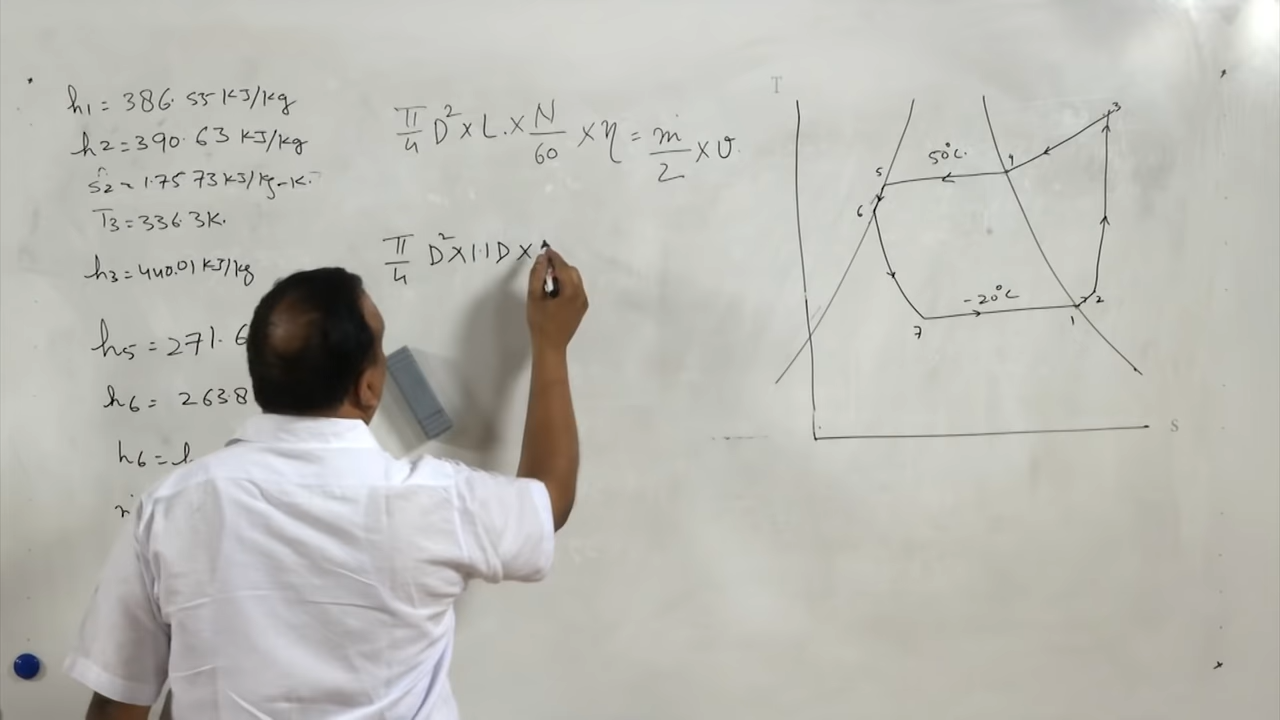 h1 = 386.55 KJ/kg
h2 = 390.63 KJ/kg
s2 = 1.7573 KJ/kg-K.
T3 = 336.3K.
h3 = 440.01 KJ/kg
h5 = 271.6
h6 = 263.8
h6 = h
π/4 D² × L × N/60 × η = ṁ/2 × υ
π/4 D² × 1.1D ×
T
3
50°C.
4
5
6
-20°C
2
1
7
S